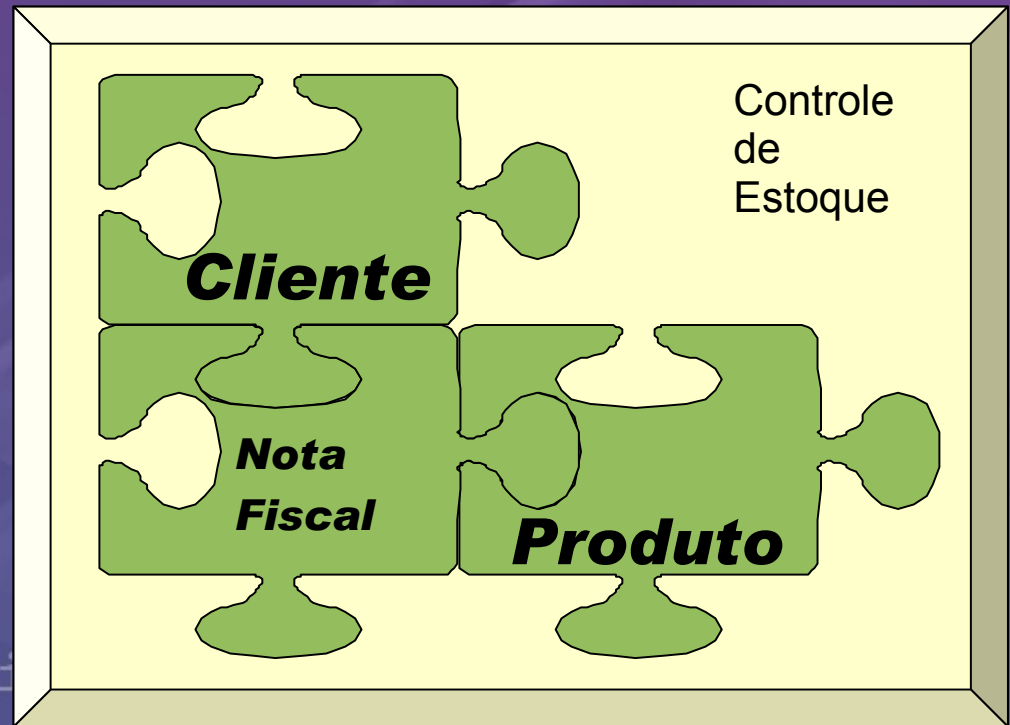 Controle
de
Estoque
Cliente
Nota
Fiscal
Produto